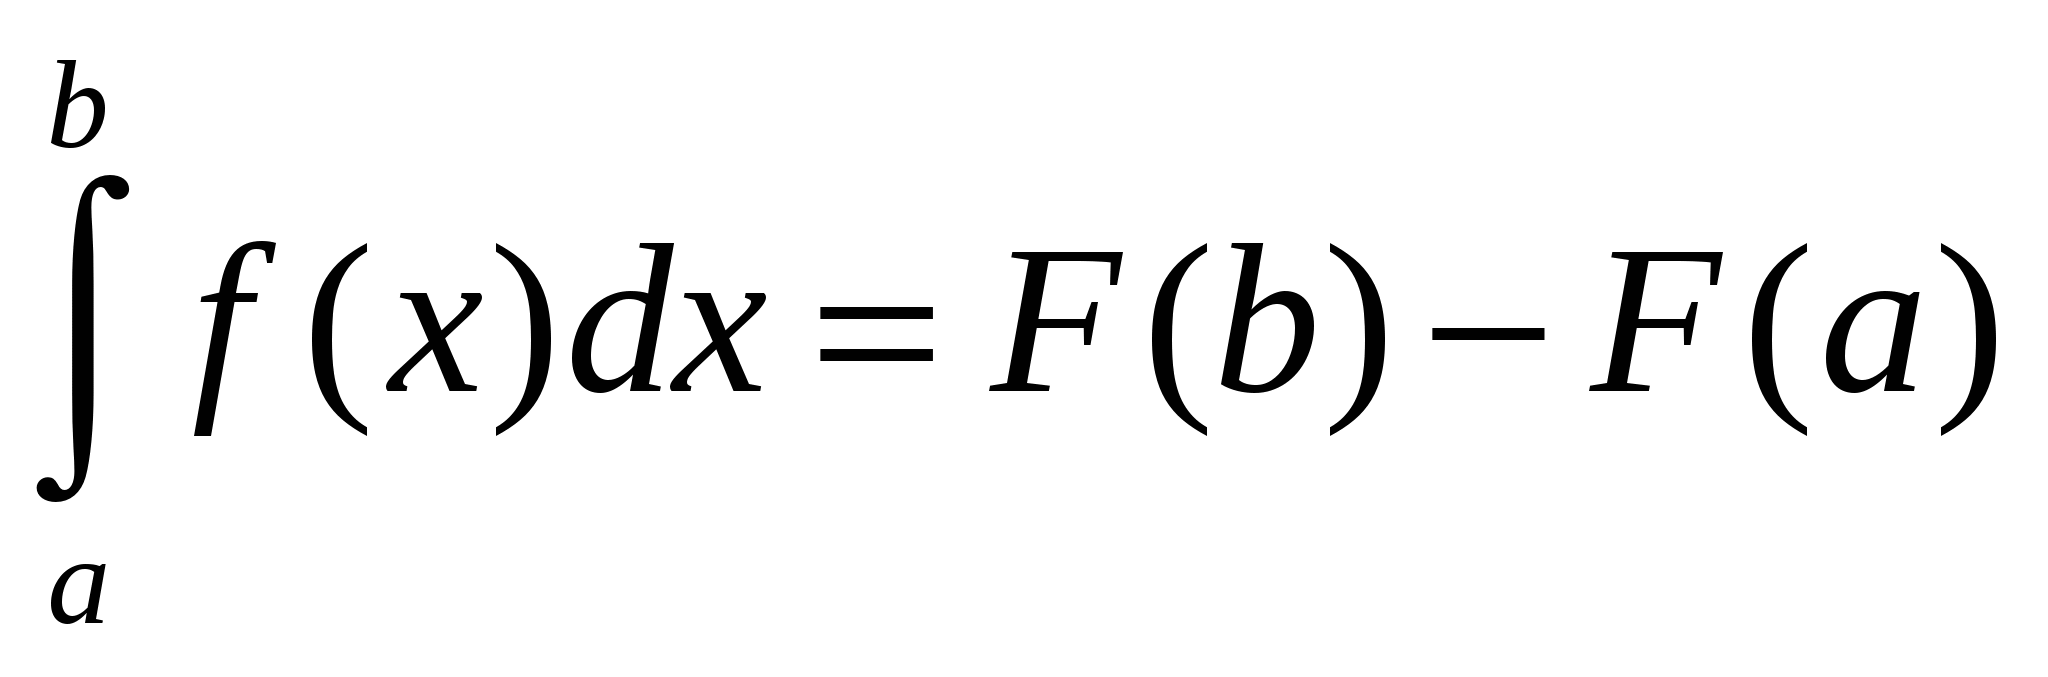 b
∫ f(x)dx = F(b) − F(a)
a